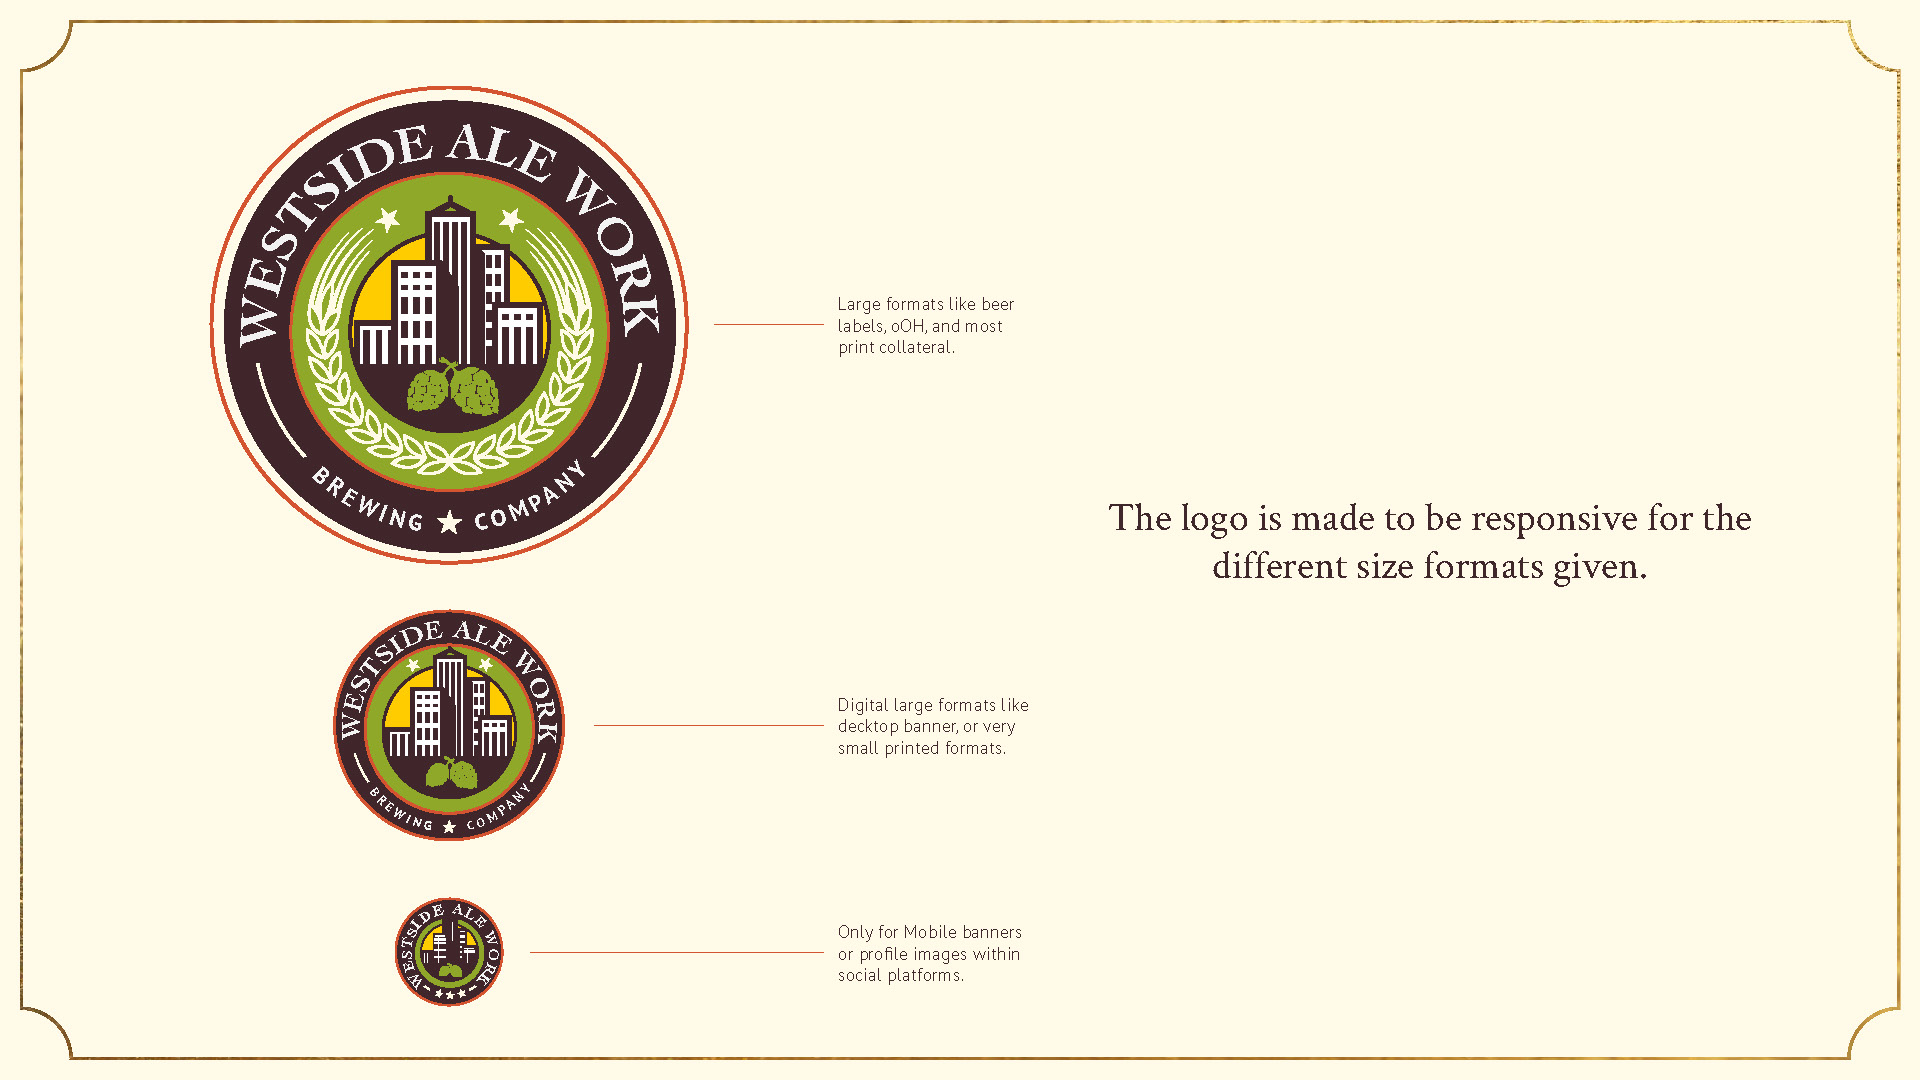 WESTSIDE ALE WORK
BREWING ★ COMPANY
Large formats like beer
labels, oOH, and most
print collateral.
The logo is made to be responsive for the
different size formats given.
WESTSIDE ALE WORK
BREWING ★ COMPANY
Digital large formats like
decktop banner, or very
small printed formats.
WESTSIDE ALE WORK
Only for Mobile banners
or profile images within
social platforms.